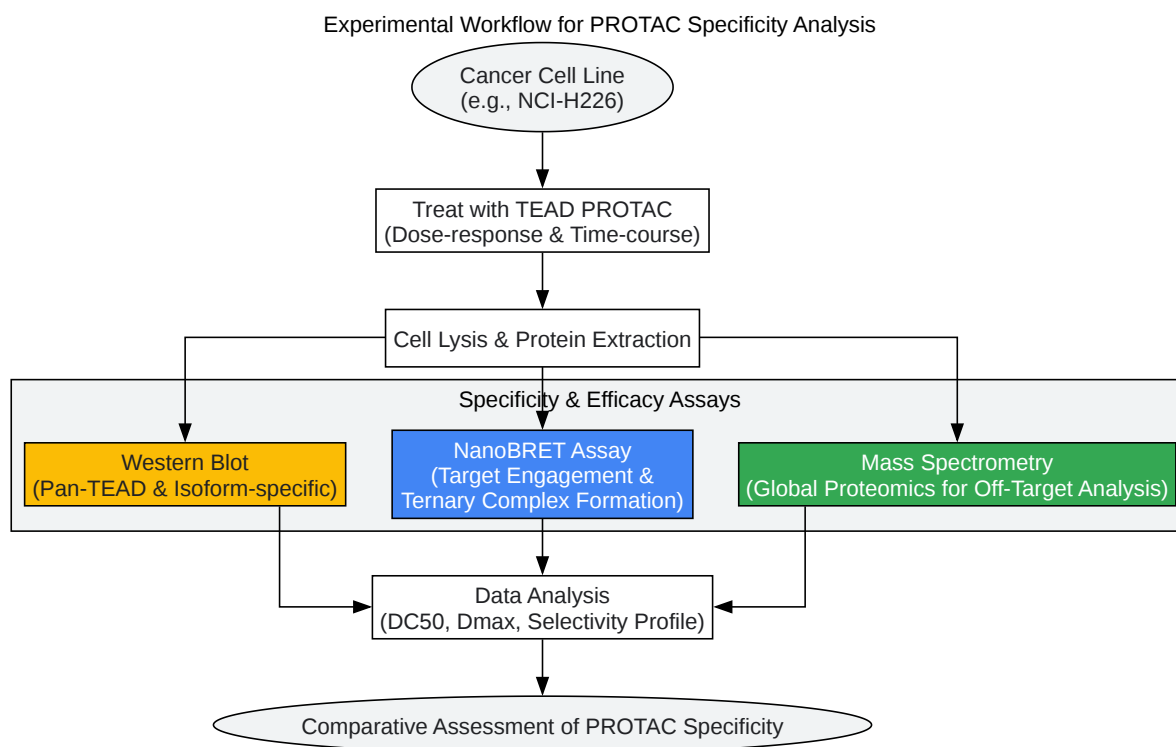 Experimental Workflow for PROTAC Specificity Analysis
Cancer Cell Line
(e.g., NCI-H226)
Treat with TEAD PROTAC
(Dose-response & Time-course)
Cell Lysis & Protein Extraction
Specificity & Efficacy Assays
Western Blot
(Pan-TEAD & Isoform-specific)
NanoBRET Assay
(Target Engagement &
Ternary Complex Formation)
Mass Spectrometry
(Global Proteomics for Off-Target Analysis)
Data Analysis
(DC50, Dmax, Selectivity Profile)
Comparative Assessment of PROTAC Specificity